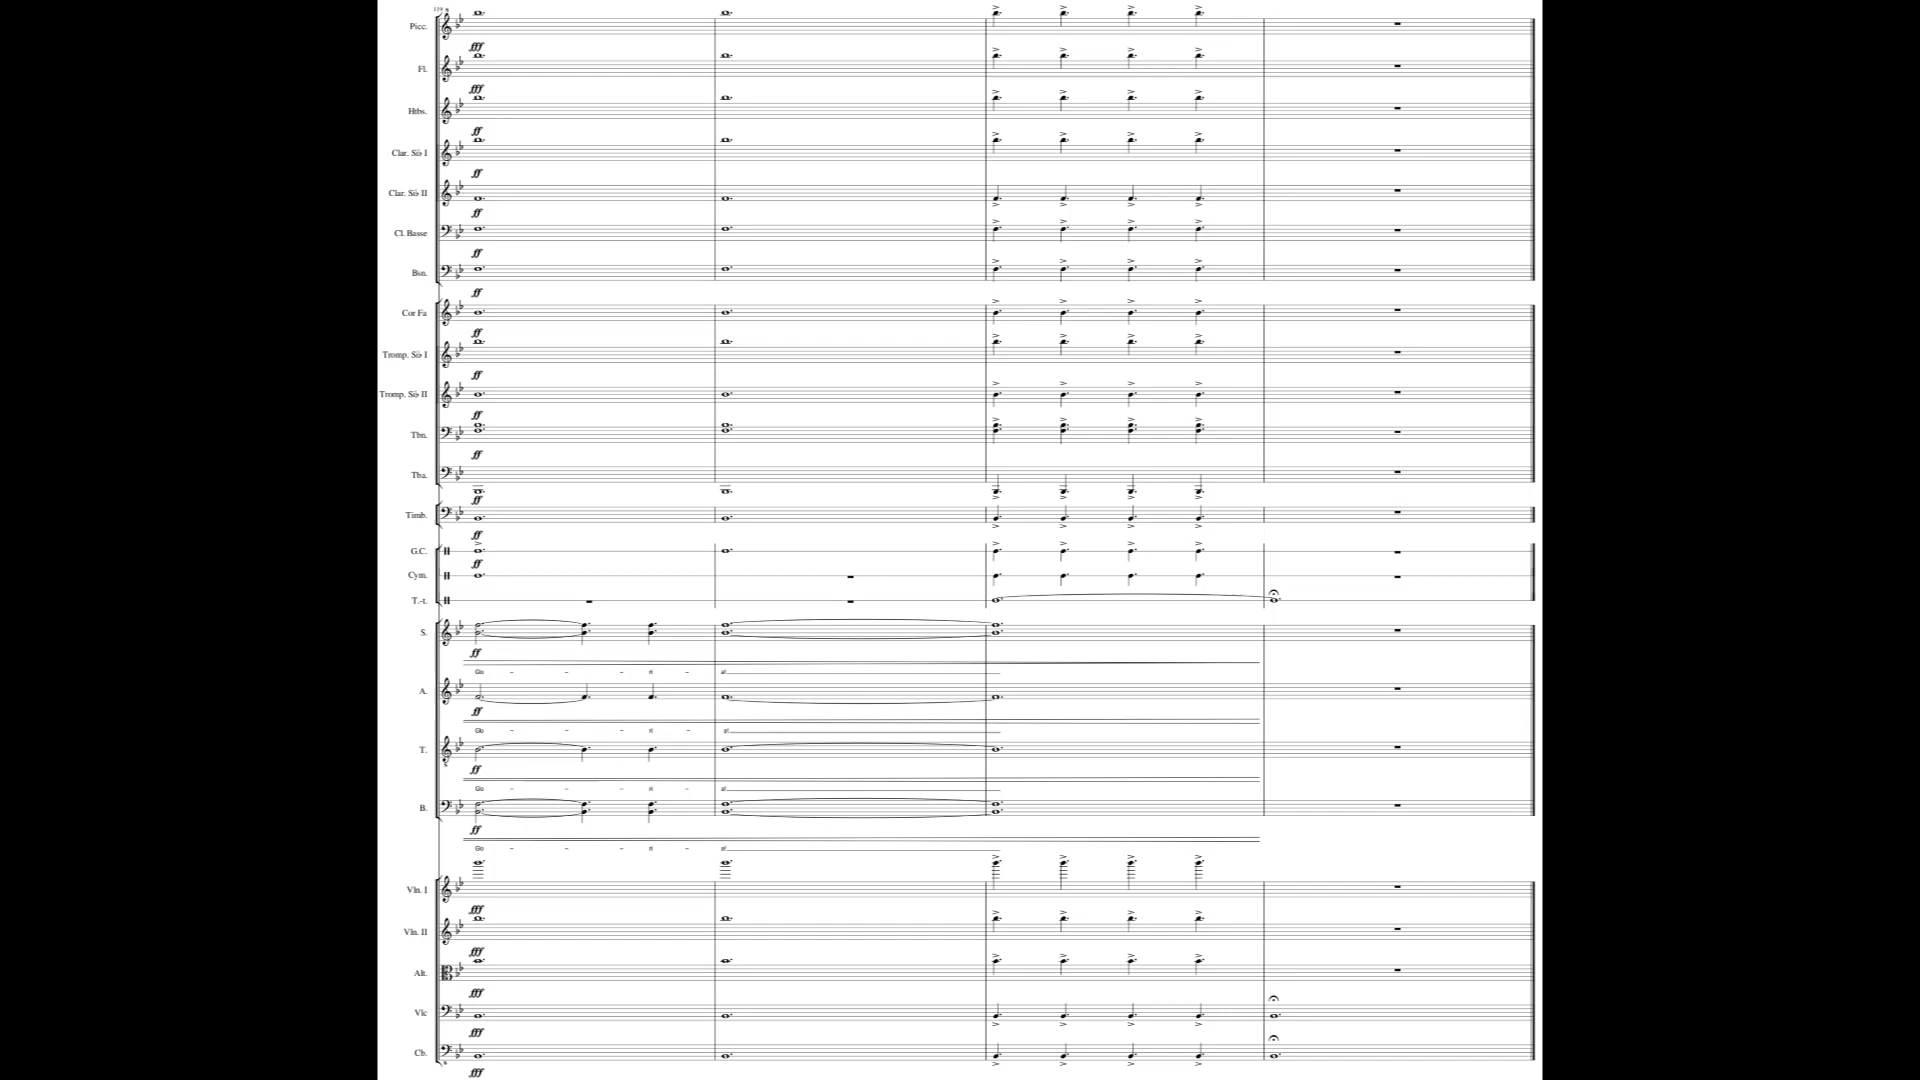 119
Picc.
fff
Fl.
fff
Htbs.
ff
Clar. Si♭ I
ff
Clar. Si♭ II
ff
Cl. Basse
ff
Bsn.
ff
Cor Fa
ff
Tromp. Si♭ I
ff
Tromp. Si♭ II
ff
Tbn.
ff
Tba.
ff
Timb.
ff
G.C.
ff
Cym.
T.-t.
S.
ff
Glo - - - ri - a!
A.
ff
Glo - - - ri - a!
T.
ff
Glo - - - ri - a!
B.
ff
Glo - - - ri - a!
Vln. I
fff
Vln. II
fff
Alt.
fff
Vlc
fff
Cb.
fff